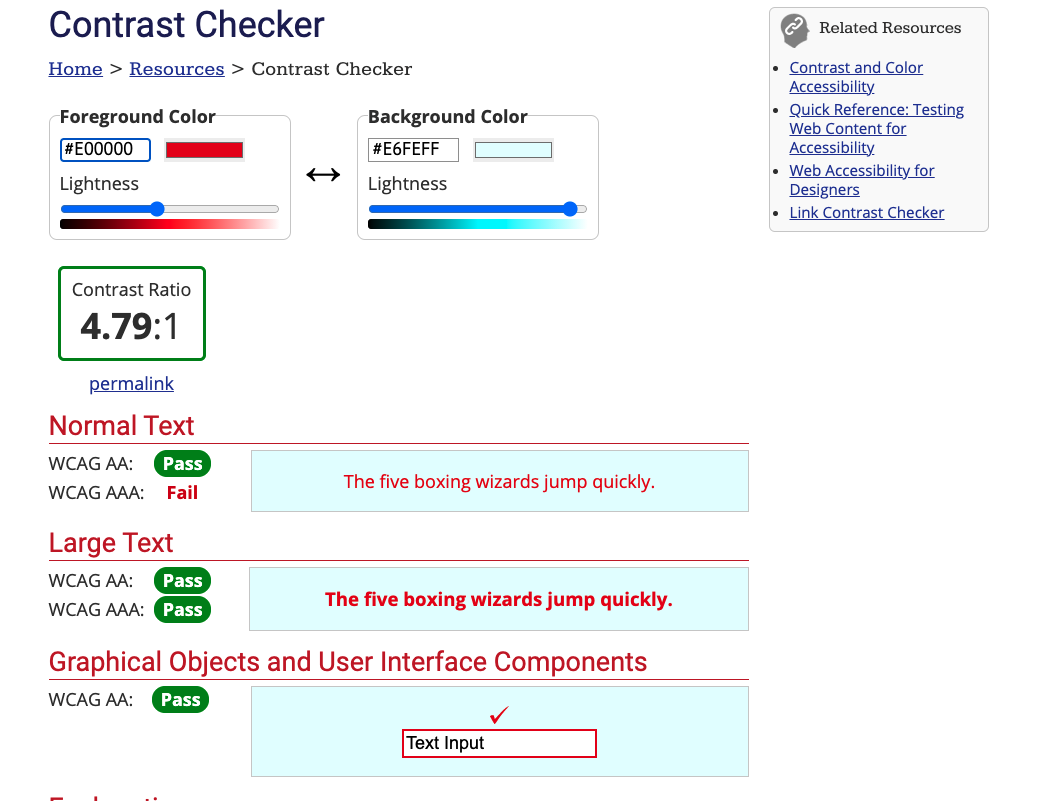 Contrast Checker
Home > Resources > Contrast Checker
Foreground Color
#E00000
Lightness
Background Color
#E6FEFF
Lightness
Contrast Ratio
4.79:1
permalink
Normal Text
WCAG AA: Pass
WCAG AAA: Fail
The five boxing wizards jump quickly.
Large Text
WCAG AA: Pass
WCAG AAA: Pass
The five boxing wizards jump quickly.
Graphical Objects and User Interface Components
WCAG AA: Pass
Text Input
Related Resources
Contrast and Color
Accessibility
Quick Reference: Testing
Web Content for
Accessibility
Web Accessibility for
Designers
Link Contrast Checker